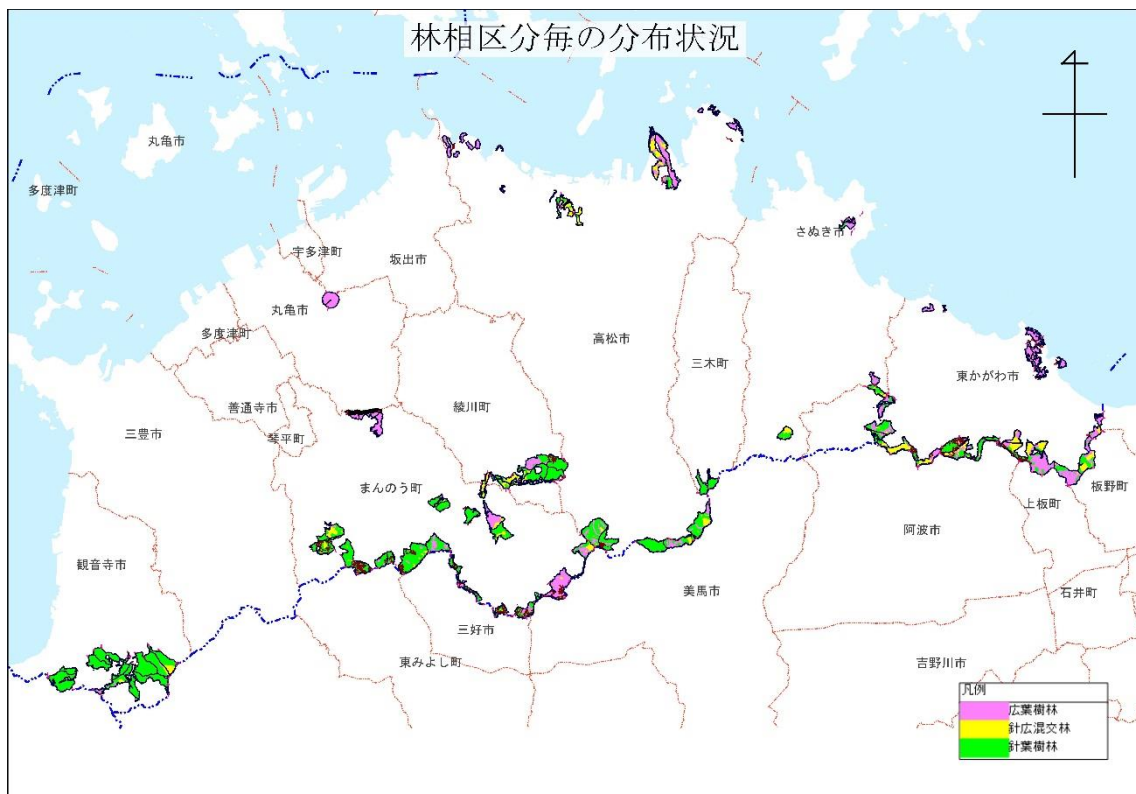 林相区分毎の分布状況
丸亀市
多度津町
さぬき市
宇多津町
坂出市
丸亀市
多度津町
高松市
三木町
東かがわ市
善通寺市
綾川町
三豊市
琴平町
まんのう町
板野町
上板町
阿波市
観音寺市
美馬市
石井町
三好市
東みよし町
吉野川市
凡例
広葉樹林
針広混交林
針葉樹林